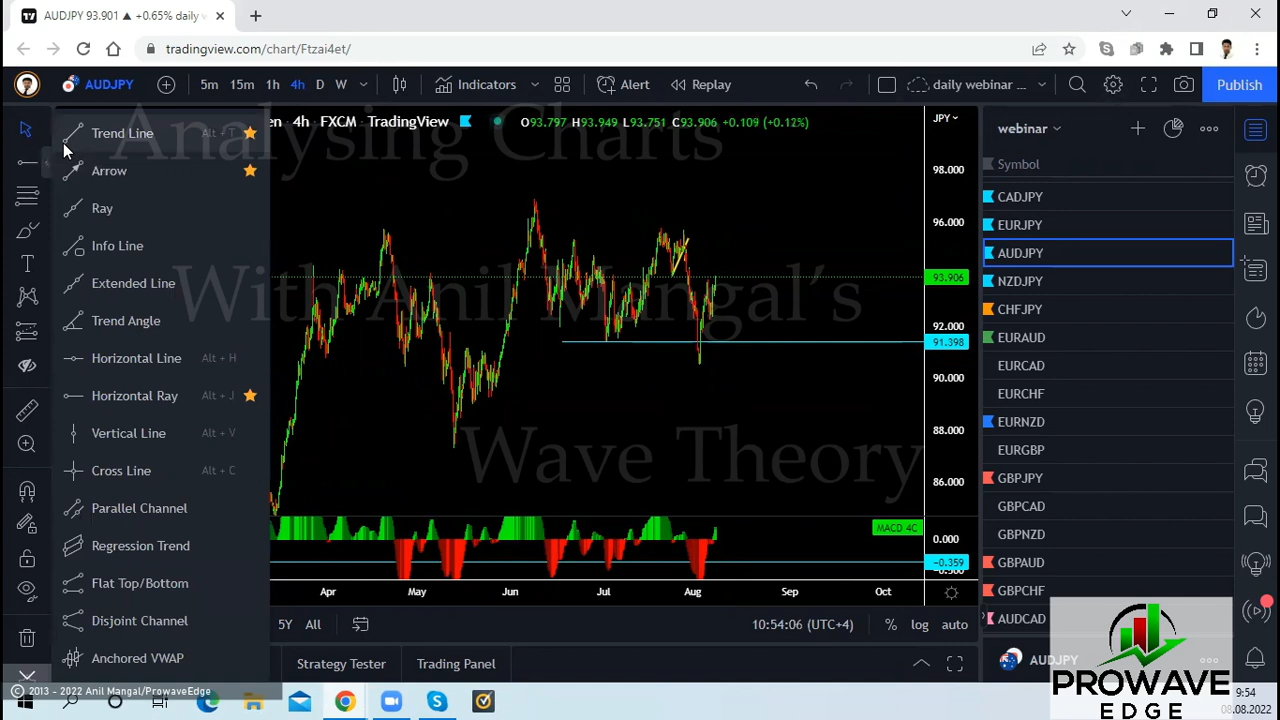 AUDJPY 93.901 ▲ +0.65% daily
tradingview.com/chart/Ftzai4et/
AUDJPY
5m 15m 1h 4h D W
Indicators
Alert
Replay
daily webinar ...
Publish
Trend Line Alt + T
Arrow
Ray
Info Line
Extended Line
Trend Angle
Horizontal Line Alt + H
Horizontal Ray Alt + J
Vertical Line Alt + V
Cross Line Alt + C
Parallel Channel
Regression Trend
Flat Top/Bottom
Disjoint Channel
Anchored VWAP
en 4h FXCM TradingView
O93.797 H93.949 L93.751 C93.906 +0.109 (+0.12%)
Analysing Charts
With Anil Mangal´s
Wave Theory
JPY
98.000
96.000
93.906
92.000
91.398
90.000
88.000
86.000
MACD 4C
0.000
−0.359
Apr May Jun Jul Aug Sep Oct
5Y All
10:54:06 (UTC+4)
% log auto
Strategy Tester
Trading Panel
webinar
Symbol
CADJPY
EURJPY
AUDJPY
NZDJPY
CHFJPY
EURAUD
EURCAD
EURCHF
EURNZD
EURGBP
GBPJPY
GBPCAD
GBPNZD
GBPAUD
GBPCHF
AUDCAD
AUDJPY
PROWAVE
EDGE
© 2013 - 2022 Anil Mangal/ProwaveEdge
9:54
08.08.2022